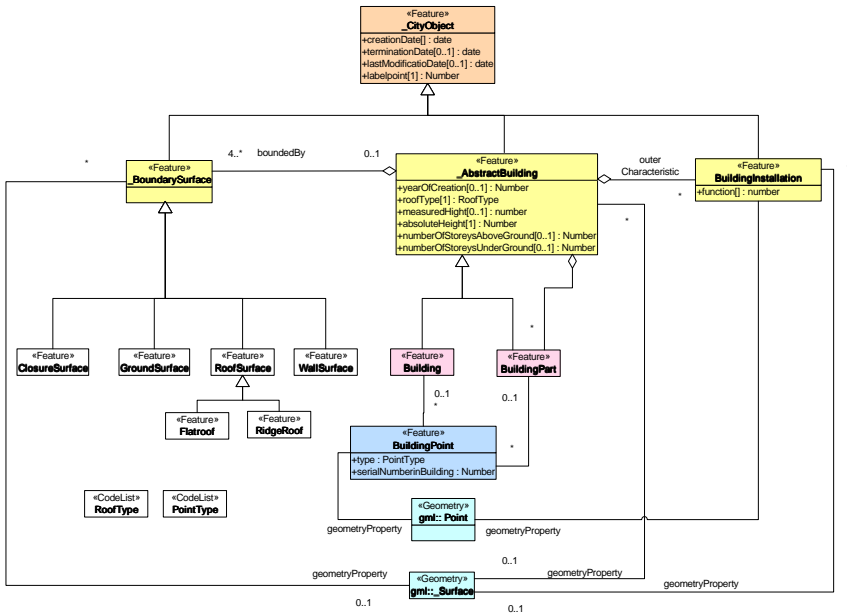 «Feature»
_CityObject
+creationDate[] : date
+terminationDate[0..1] : date
+lastModificatioDate[0..1] : date
+labelpoint[1] : Number
*
«Feature»
_BoundarySurface
4..*
boundedBy
0..1
«Feature»
_AbstractBuilding
+yearOfCreation[0..1] : Number
+roofType[1] : RoofType
+measuredHight[0..1] : number
+absoluteHeight[1] : Number
+numberOfStoreysAboveGround[0..1] : Number
+numberOfStoreysUnderGround[0..1] : Number
outer
Characteristic
*
«Feature»
BuildingInstallation
+function[] : number
*
«Feature»
ClosureSurface
«Feature»
GroundSurface
«Feature»
RoofSurface
«Feature»
WallSurface
«Feature»
Building
*
«Feature»
BuildingPart
«Feature»
Flatroof
«Feature»
RidgeRoof
0..1
*
0..1
«Feature»
BuildingPoint
+type : PointType
+serialNumberinBuilding : Number
*
«CodeList»
RoofType
«CodeList»
PointType
«Geometry»
gml:: Point
geometryProperty
geometryProperty
0..1
geometryProperty
«Geometry»
gml::_Surface
geometryProperty
geometryProperty
0..1
0..1